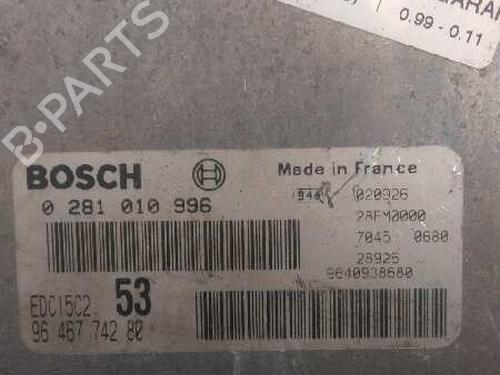 B-PARTS
0.99 - 0.11
BOSCH
Made in France
0 281 010 996
020926
28FM0000
7045 0680
28925
9640938680
EDC15C2 53
96 467 742 80